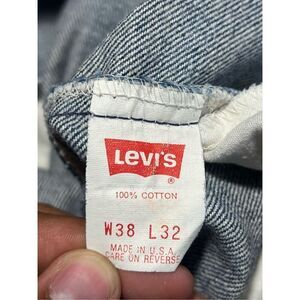 LEVI'S
®
100% COTTON
W38 L32
MADE IN U.S.A.
CARE ON REVERSE